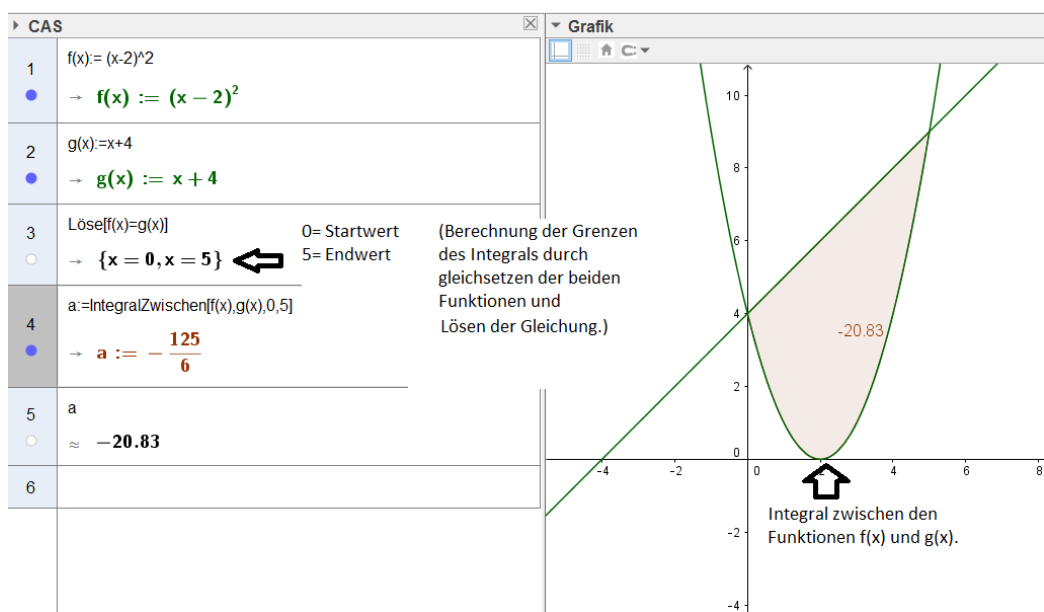 CAS
1
f(x):= (x-2)^2
→ f(x) := (x − 2)²
2
g(x):=x+4
→ g(x) := x + 4
3
Löse[f(x)=g(x)]
→ {x = 0, x = 5}
0= Startwert
5= Endwert
(Berechnung der Grenzen
des Integrals durch
gleichsetzen der beiden
Funktionen und
Lösen der Gleichung.)
4
a:=IntegralZwischen[f(x),g(x),0,5]
→ a := − 125/6
5
a
≈ −20.83
6
Grafik
10
8
6
4
2
0
-2
-4
-4
-2
0
2
4
6
8
-20.83
Integral zwischen den
Funktionen f(x) und g(x).